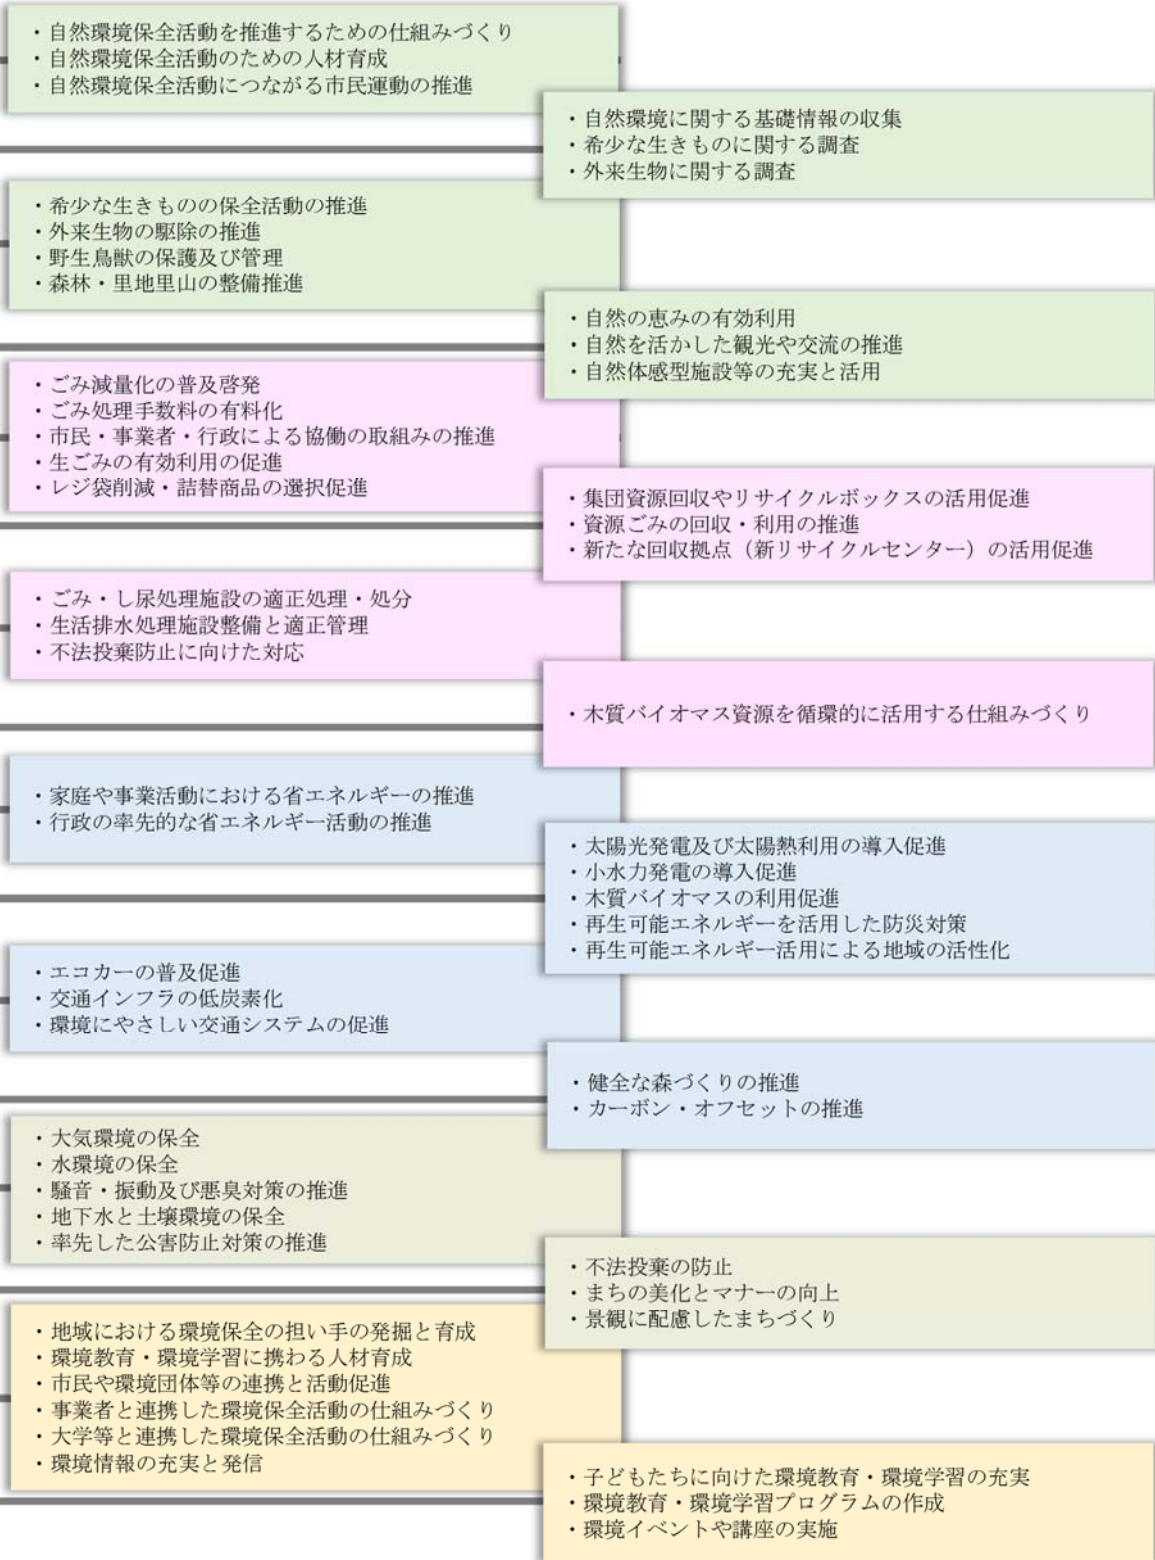 ・自然環境保全活動を推進するための仕組みづくり
・自然環境保全活動のための人材育成
・自然環境保全活動につながる市民運動の推進
・自然環境に関する基礎情報の収集
・希少な生きものに関する調査
・外来生物に関する調査
・希少な生きものの保全活動の推進
・外来生物の駆除の推進
・野生鳥獣の保護及び管理
・森林・里地里山の整備推進
・自然の恵みの有効利用
・自然を活かした観光や交流の推進
・自然体感型施設等の充実と活用
・ごみ減量化の普及啓発
・ごみ処理手数料の有料化
・市民・事業者・行政による協働の取組みの推進
・生ごみの有効利用の促進
・レジ袋削減・詰替商品の選択促進
・集団資源回収やリサイクルボックスの活用促進
・資源ごみの回収・利用の推進
・新たな回収拠点（新リサイクルセンター）の活用促進
・ごみ・し尿処理施設の適正処理・処分
・生活排水処理施設整備と適正管理
・不法投棄防止に向けた対応
・木質バイオマス資源を循環的に活用する仕組みづくり
・家庭や事業活動における省エネルギーの推進
・行政の率先的な省エネルギー活動の推進
・太陽光発電及び太陽熱利用の導入促進
・小水力発電の導入促進
・木質バイオマスの利用促進
・再生可能エネルギーを活用した防災対策
・再生可能エネルギー活用による地域の活性化
・エコカーの普及促進
・交通インフラの低炭素化
・環境にやさしい交通システムの促進
・健全な森づくりの推進
・カーボン・オフセットの推進
・大気環境の保全
・水環境の保全
・騒音・振動及び悪臭対策の推進
・地下水と土壌環境の保全
・率先した公害防止対策の推進
・不法投棄の防止
・まちの美化とマナーの向上
・景観に配慮したまちづくり
・地域における環境保全の担い手の発掘と育成
・環境教育・環境学習に携わる人材育成
・市民や環境団体等の連携と活動促進
・事業者と連携した環境保全活動の仕組みづくり
・大学等と連携した環境保全活動の仕組みづくり
・環境情報の充実と発信
・子どもたちに向けた環境教育・環境学習の充実
・環境教育・環境学習プログラムの作成
・環境イベントや講座の実施